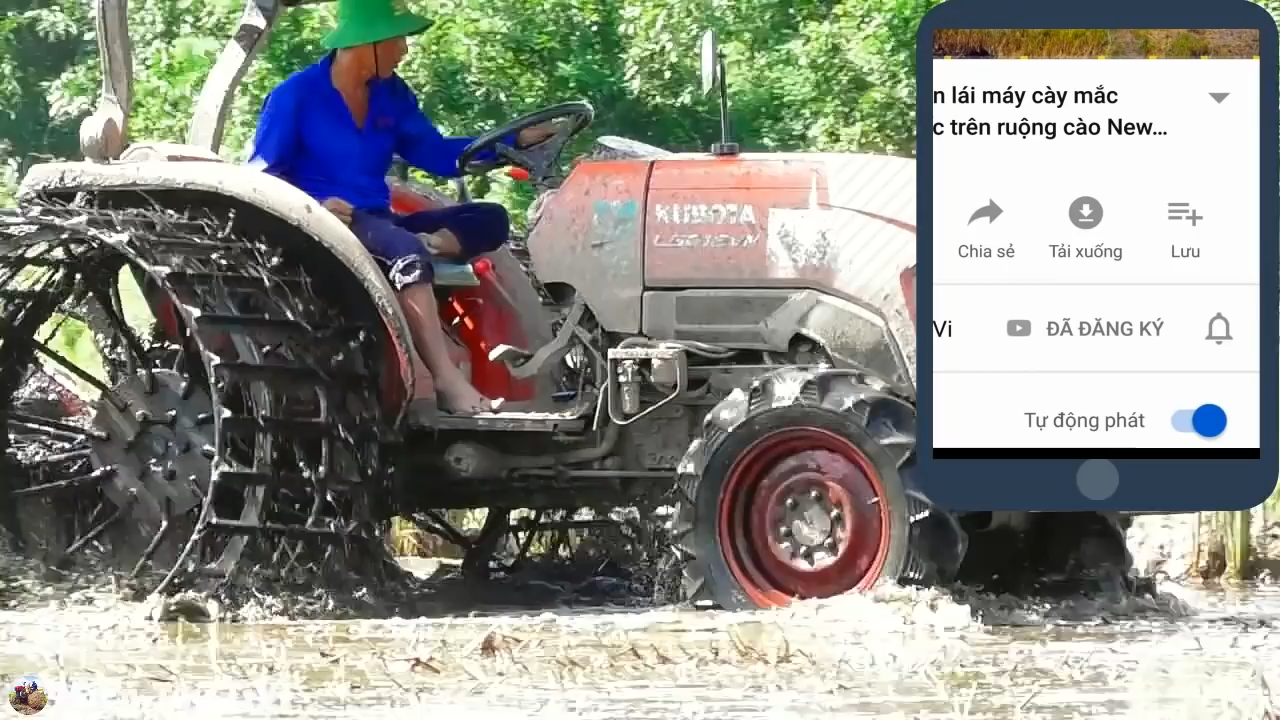 KUBOTA
n lái máy cày mắc
c trên ruộng cào New...
Chia sẻ
Tải xuống
Lưu
Vi
ĐÃ ĐĂNG KÝ
Tự động phát